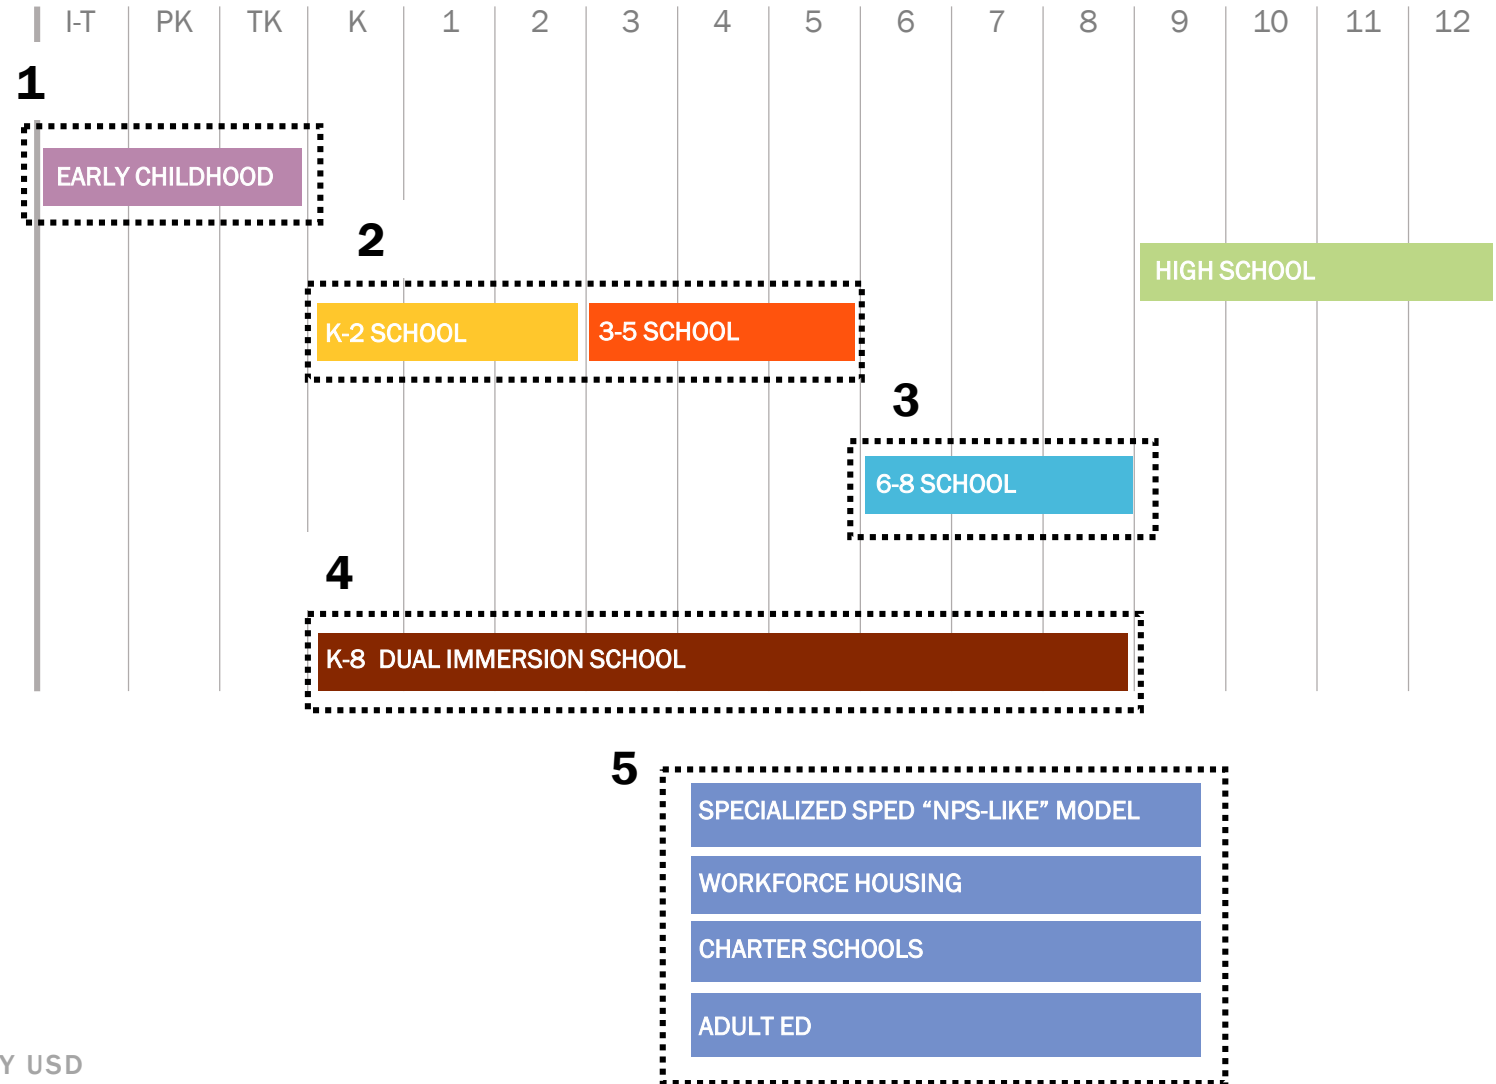 I-T PK TK K 1 2 3 4 5 6 7 8 9 10 11 12
1
EARLY CHILDHOOD
2
HIGH SCHOOL
K-2 SCHOOL 3-5 SCHOOL
3
6-8 SCHOOL
4
K-8 DUAL IMMERSION SCHOOL
5
SPECIALIZED SPED “NPS-LIKE” MODEL
WORKFORCE HOUSING
CHARTER SCHOOLS
ADULT ED
Y USD